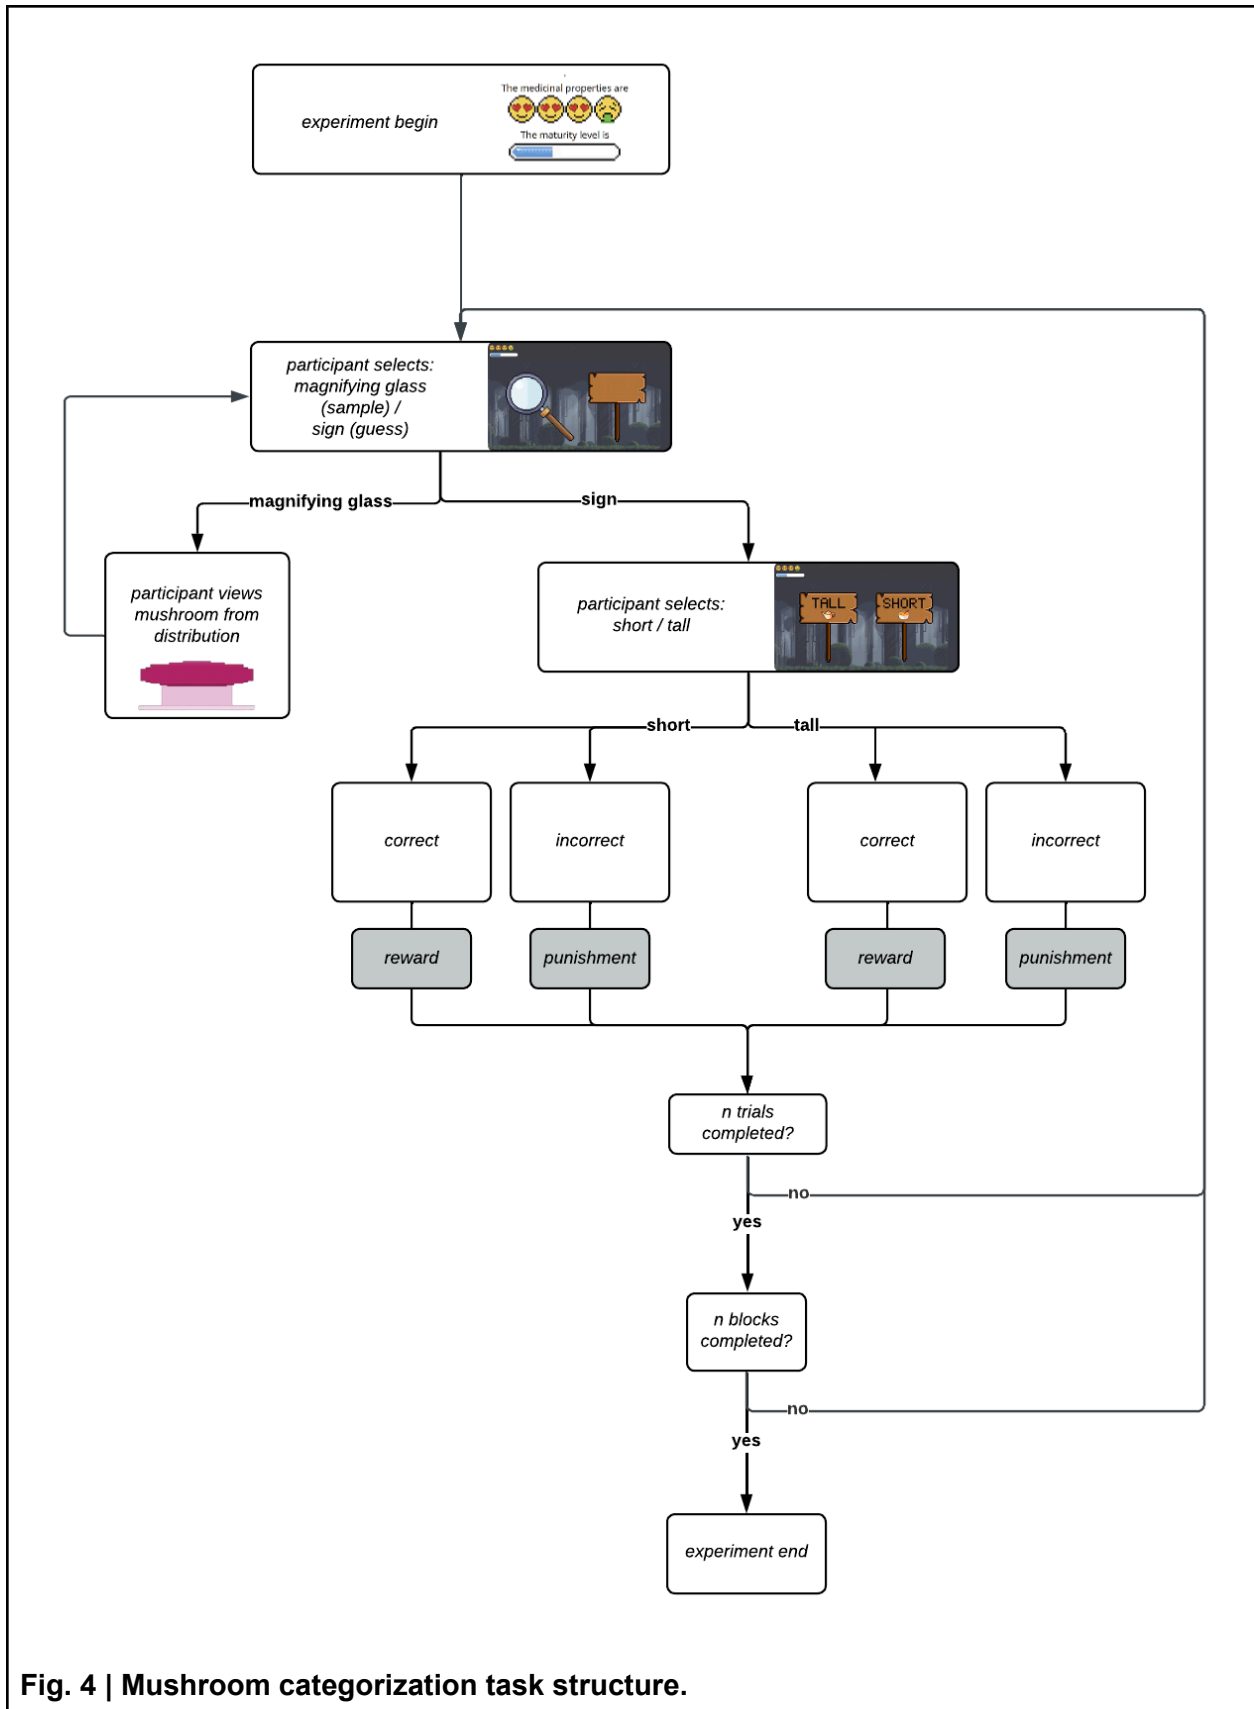 The medicinal properties are
experiment begin
The maturity level is
participant selects:
magnifying glass
(sample) /
sign (guess)
magnifying glass
sign
participant views
mushroom from
distribution
participant selects:
short / tall
TALL
SHORT
short
tall
correct
incorrect
correct
incorrect
reward
punishment
reward
punishment
n trials
completed?
no
yes
n blocks
completed?
no
yes
experiment end
Fig. 4 | Mushroom categorization task structure.